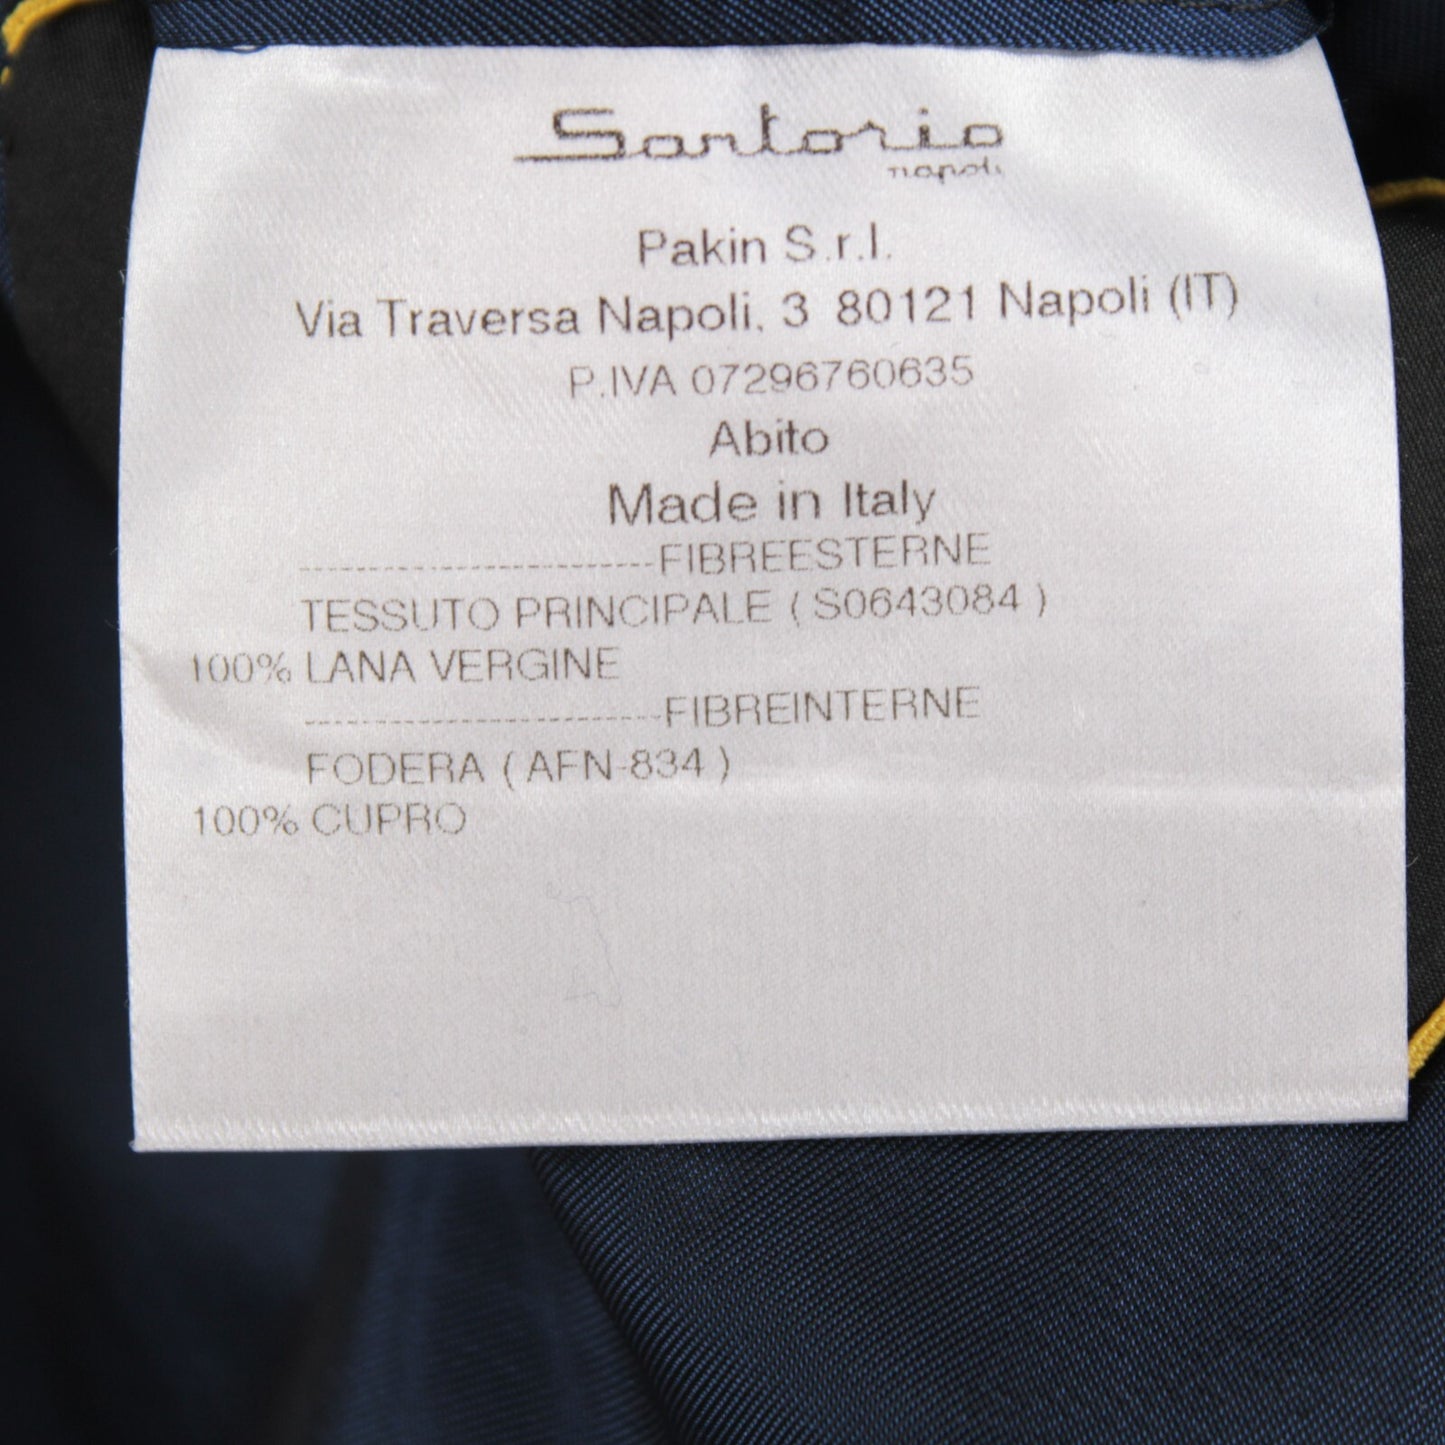 Sartorio
napoli
Pakin S.r.l.
Via Traversa Napoli, 3 80121 Napoli (IT)
P.IVA 07296760635
Abito
Made in Italy
-------------------------FIBREESTERNE
TESSUTO PRINCIPALE ( S0643084 )
100% LANA VERGINE
-------------------------FIBREINTERNE
FODERA ( AFN-834 )
100% CUPRO